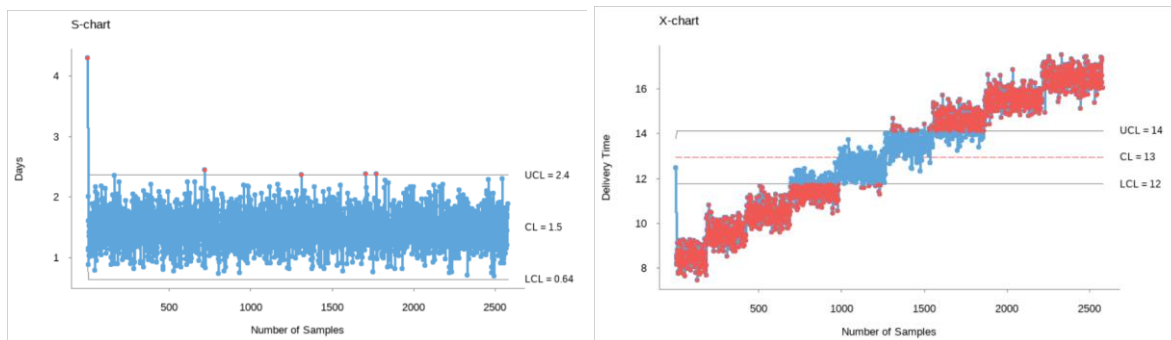 S-chart
4
3
2
1
Days
UCL = 2.4
CL = 1.5
LCL = 0.64
500
1000
1500
2000
2500
Number of Samples
X-chart
16
14
12
10
8
Delivery Time
UCL = 14
CL = 13
LCL = 12
500
1000
1500
2000
2500
Number of Samples